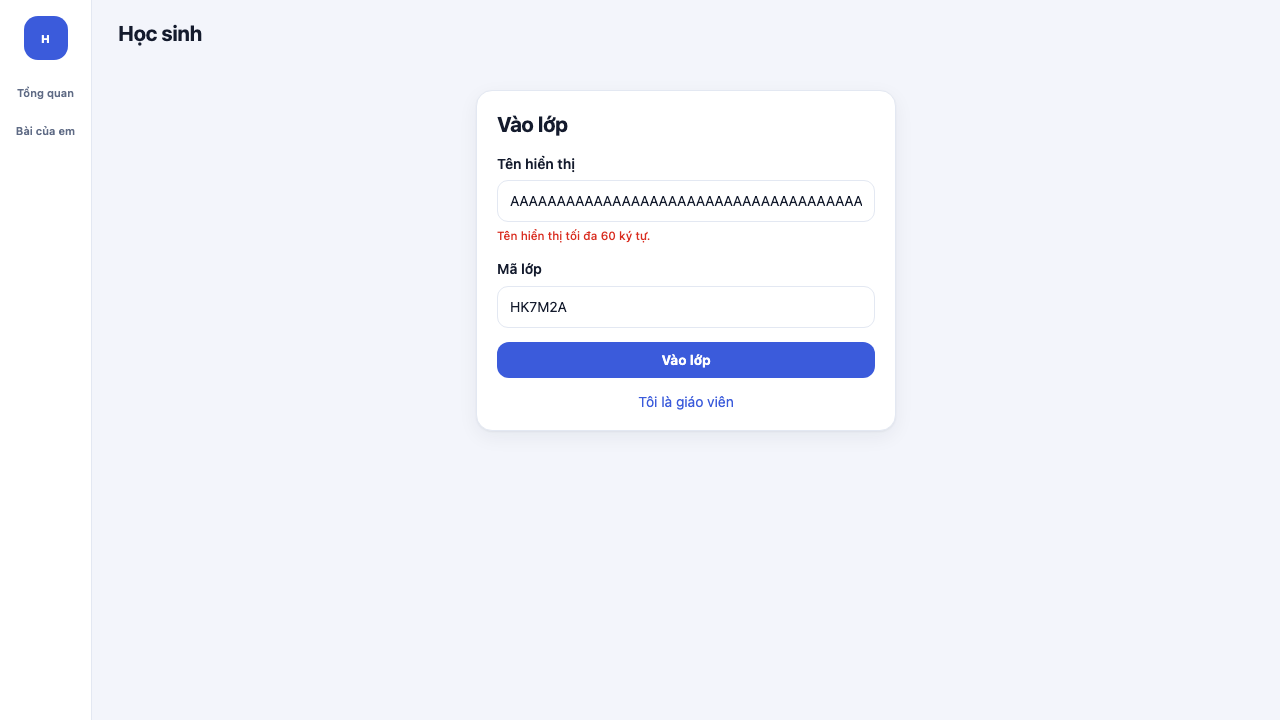 H
Tổng quan
Bài của em
Học sinh
Vào lớp
Tên hiển thị
AAAAAAAAAAAAAAAAAAAAAAAAAAAAAAAAAAAAAA
Tên hiển thị tối đa 60 ký tự.
Mã lớp
HK7M2A
Vào lớp
Tôi là giáo viên